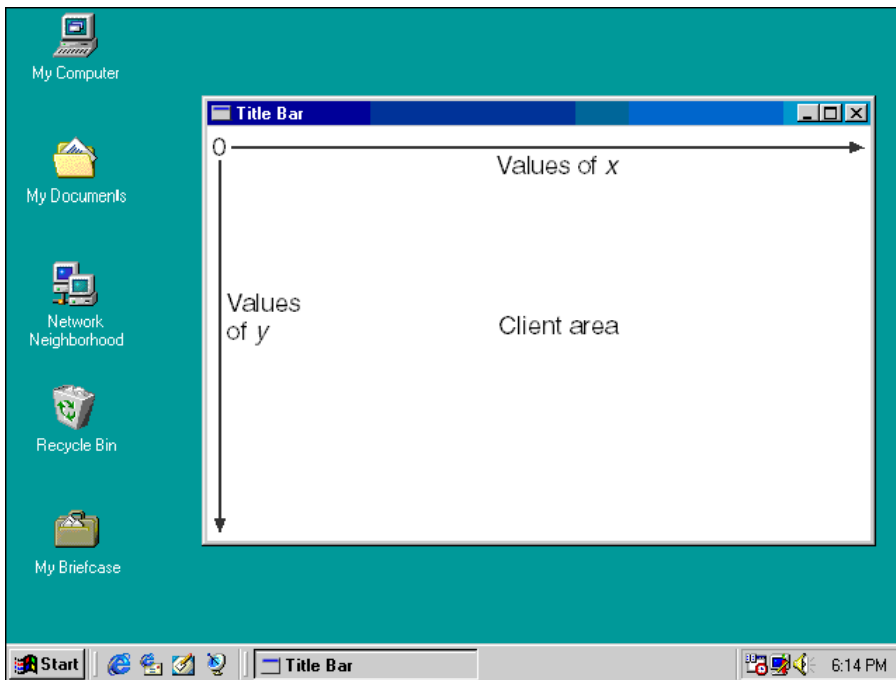 My Computer
My Documents
Network
Neighborhood
Recycle Bin
My Briefcase
Title Bar
0
Values of x
Values
of y
Client area
Start
Title Bar
6:14 PM